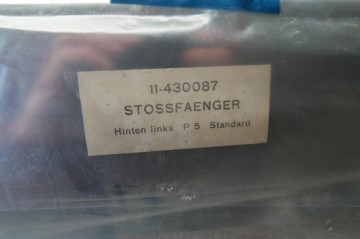 11-430087
STOSSFAENGER
Hinten links P 5 Standard